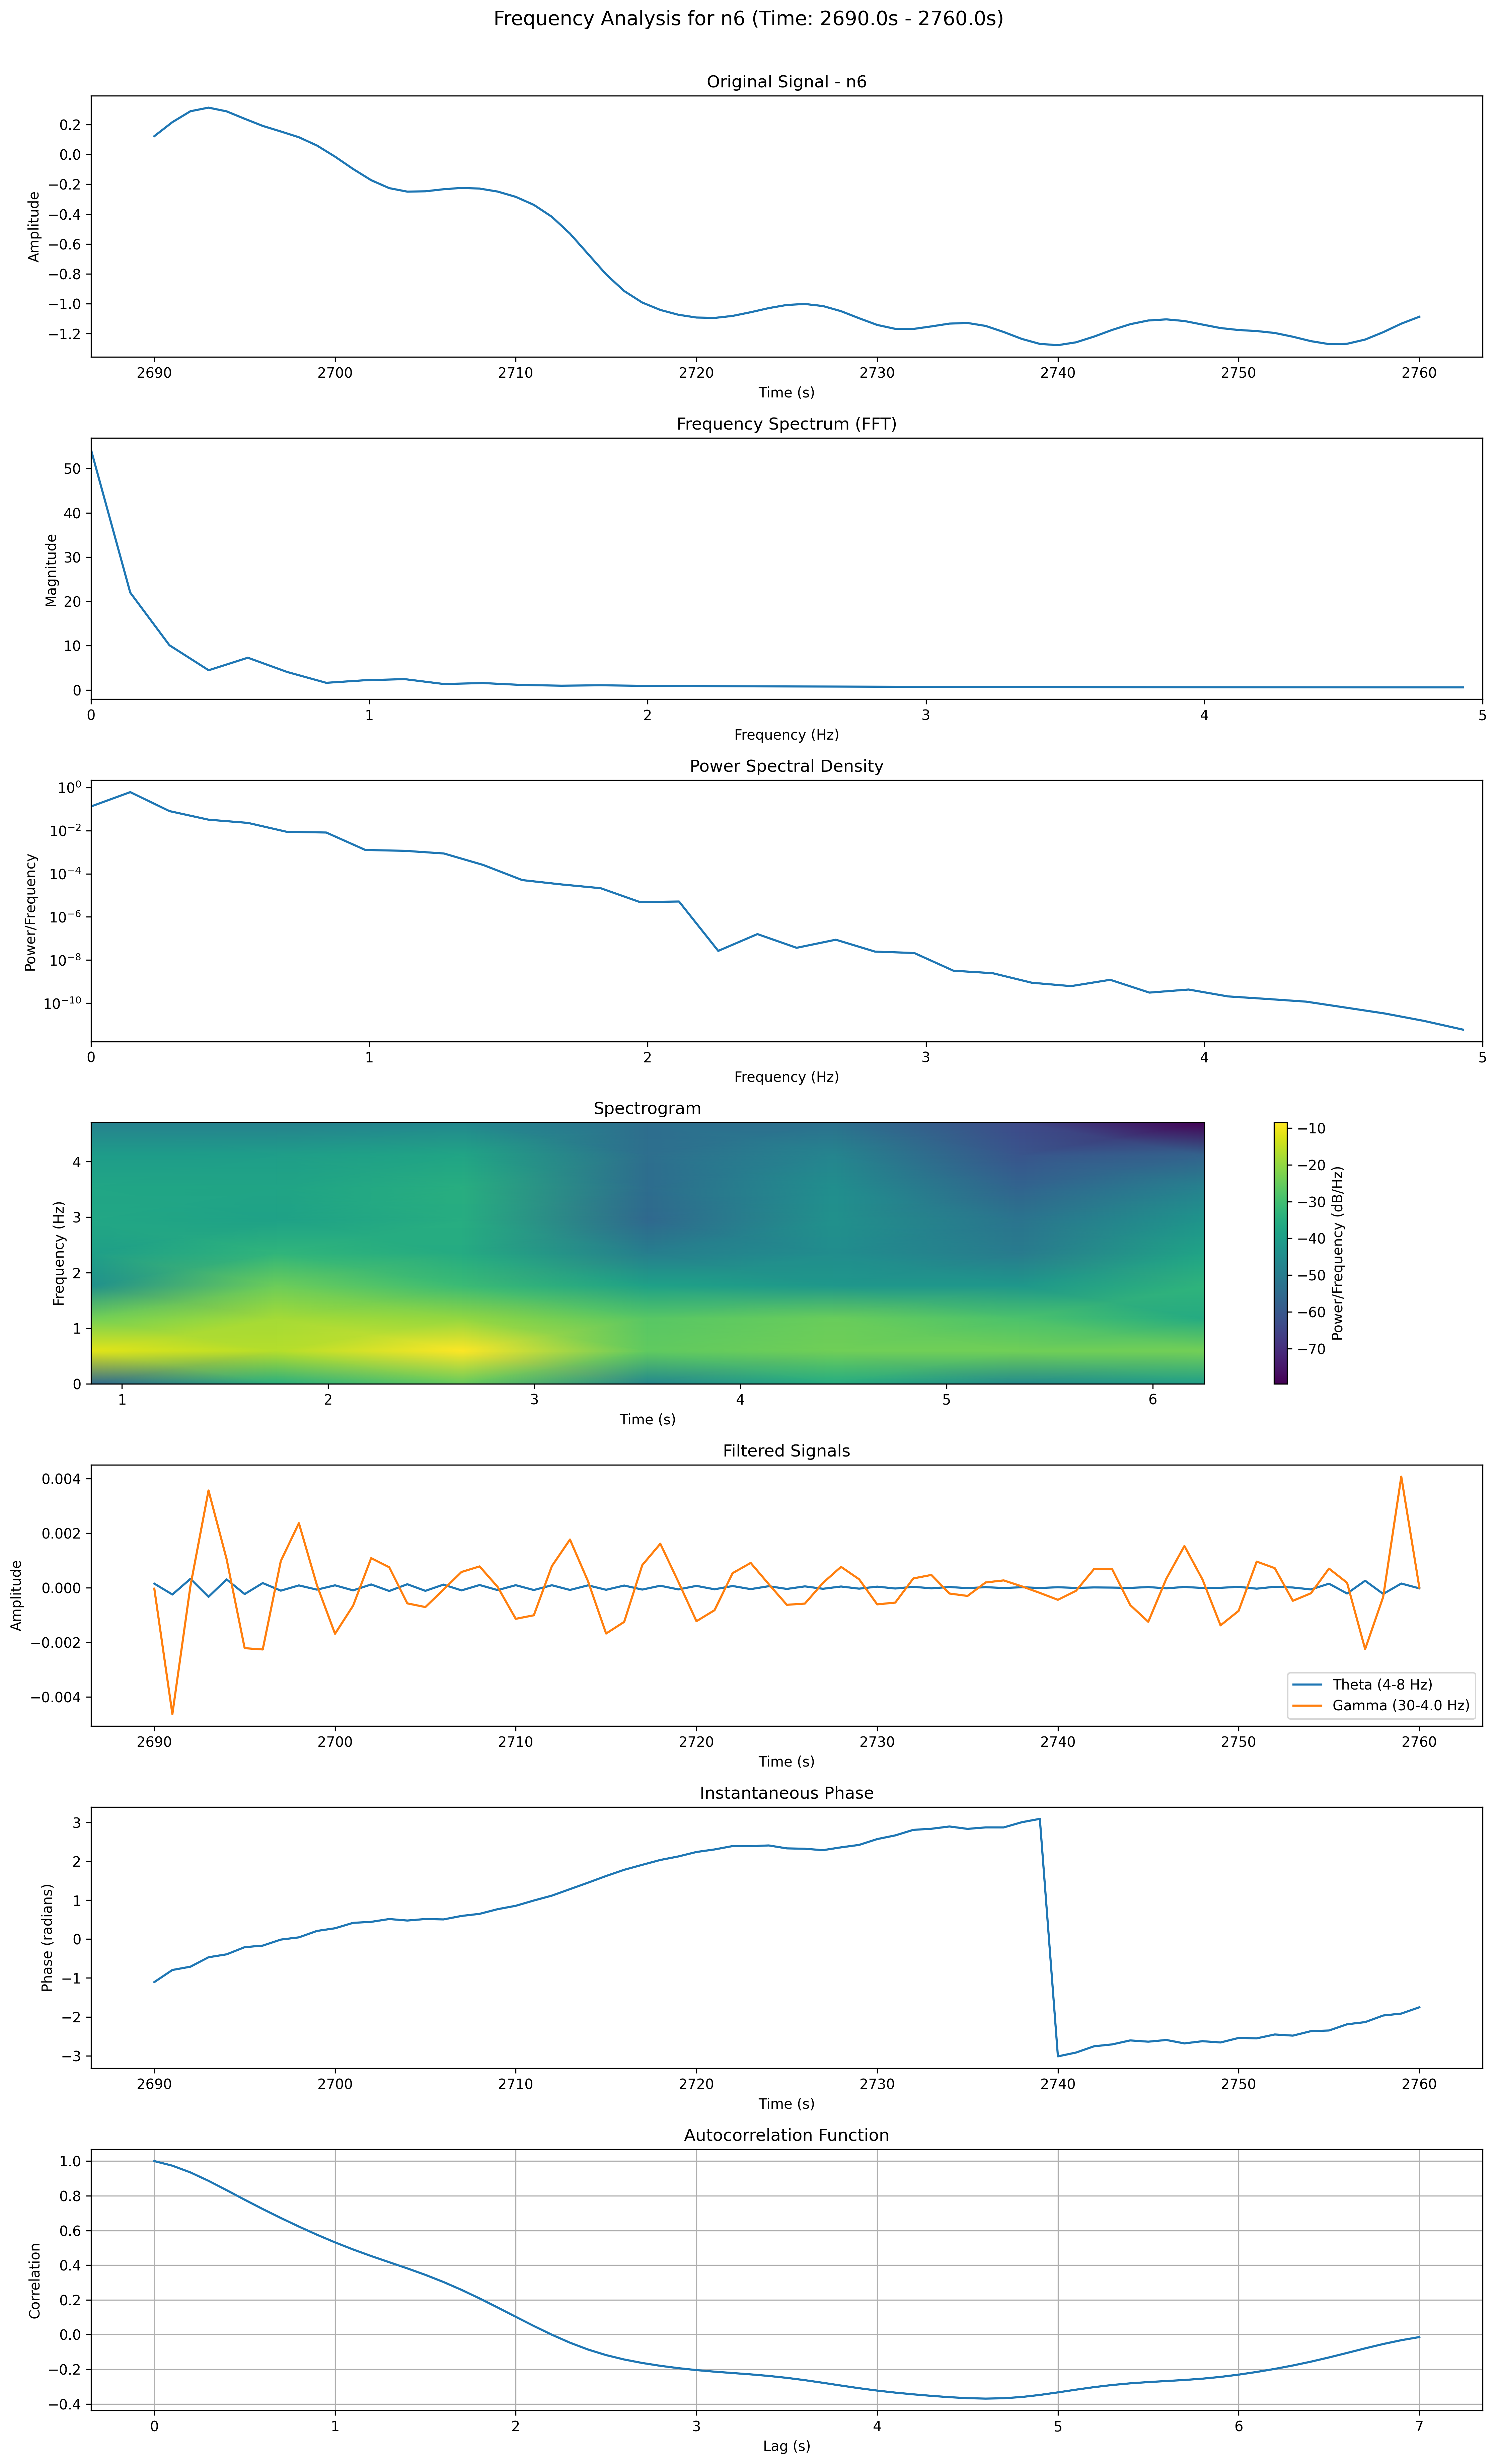 Frequency Analysis for n6 (Time: 2690.0s - 2760.0s)
Original Signal - n6
Amplitude
0.2
0.0
−0.2
−0.4
−0.6
−0.8
−1.0
−1.2
2690 2700 2710 2720 2730 2740 2750 2760
Time (s)
Frequency Spectrum (FFT)
Magnitude
50
40
30
20
10
0
0 1 2 3 4 5
Frequency (Hz)
Power Spectral Density
Power/Frequency
10⁰
10⁻²
10⁻⁴
10⁻⁶
10⁻⁸
10⁻¹⁰
0 1 2 3 4 5
Frequency (Hz)
Spectrogram
Frequency (Hz)
4
3
2
1
0
1 2 3 4 5 6
Time (s)
−10
−20
−30
−40
−50
−60
−70
Power/Frequency (dB/Hz)
Filtered Signals
Amplitude
0.004
0.002
0.000
−0.002
−0.004
Theta (4-8 Hz)
Gamma (30-4.0 Hz)
2690 2700 2710 2720 2730 2740 2750 2760
Time (s)
Instantaneous Phase
Phase (radians)
3
2
1
0
−1
−2
−3
2690 2700 2710 2720 2730 2740 2750 2760
Time (s)
Autocorrelation Function
Correlation
1.0
0.8
0.6
0.4
0.2
0.0
−0.2
−0.4
0 1 2 3 4 5 6 7
Lag (s)